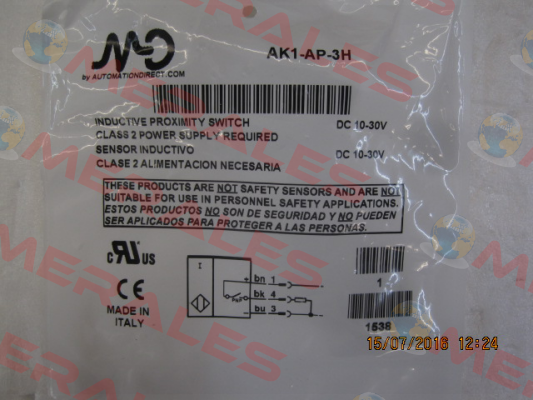 AK1-AP-3H
by AUTOMATIONDIRECT.COM
INDUCTIVE PROXIMITY SWITCH DC 10-30V
CLASS 2 POWER SUPPLY REQUIRED
SENSOR INDUCTIVO DC 10-30V
CLASE 2 ALIMENTACION NECESARIA
THESE PRODUCTS ARE NOT SAFETY SENSORS AND ARE NOT
SUITABLE FOR USE IN PERSONNEL SAFETY APPLICATIONS.
ESTOS PRODUCTOS NO SON DE SEGURIDAD Y NO PUEDEN
SER APLICADOS PARA PROTEGER A LAS PERSONAS.
c RU US
CE
MADE IN
ITALY
I
+ bn 1
PNP bk 4
- bu 3
1
1538
15/07/2016 12:24
MERALES